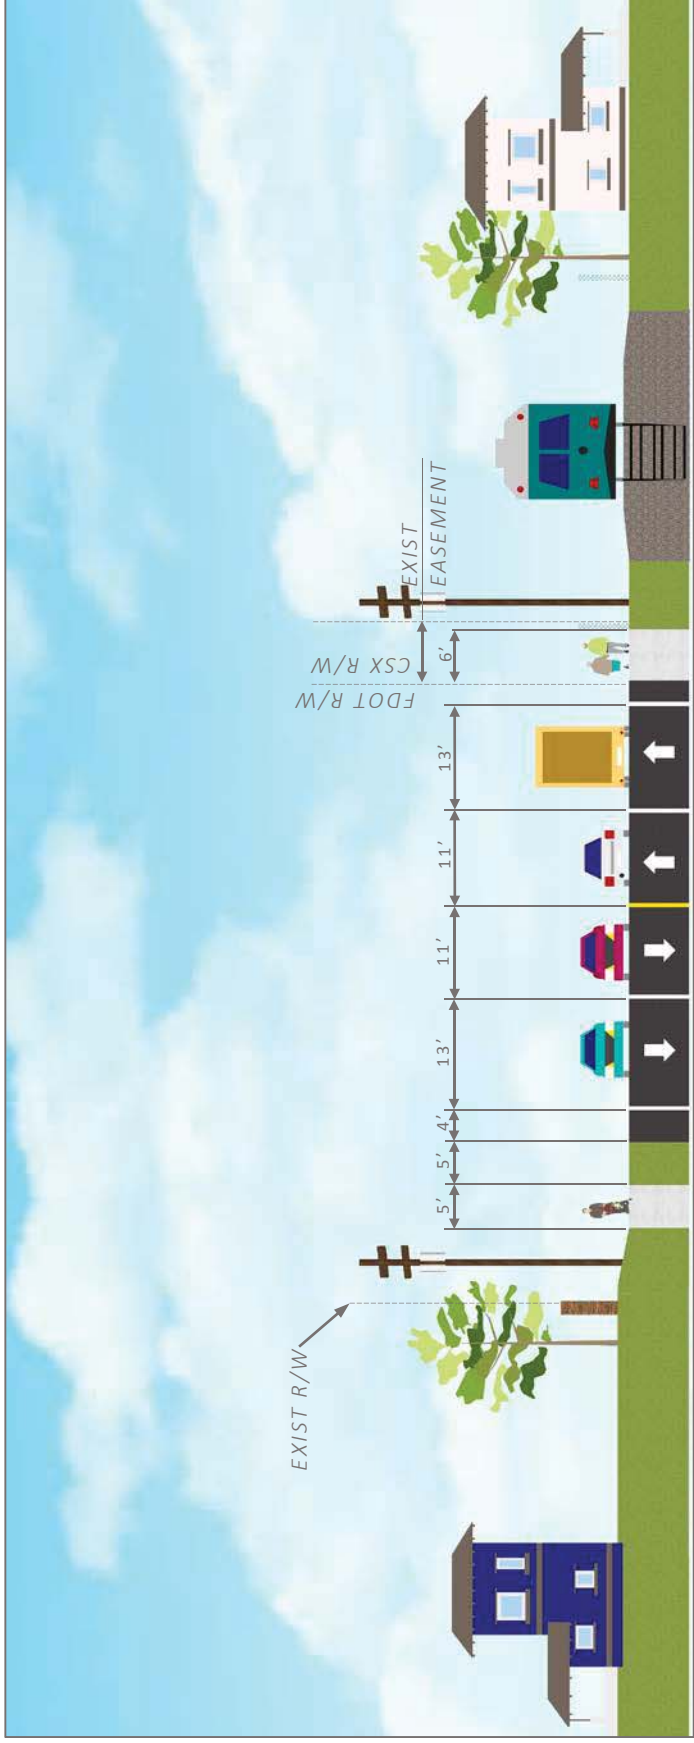 EXIST R/W
FDOT R/W
CSX R/W
EXIST
EASEMENT
5’ 5’ 4’ 13’ 11’ 11’ 13’ 6’